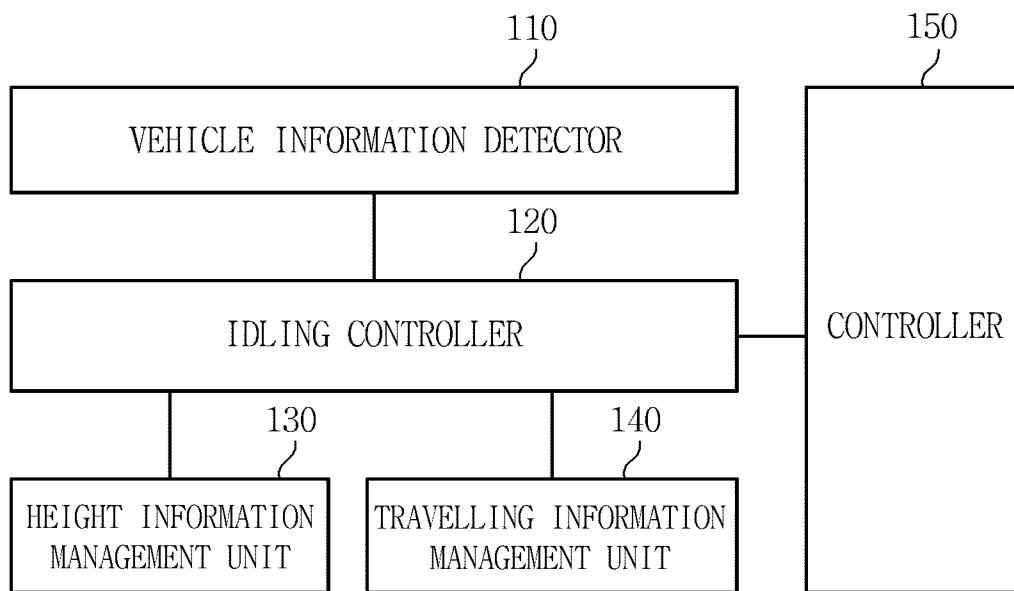 110
150
VEHICLE INFORMATION DETECTOR
120
IDLING CONTROLLER
CONTROLLER
130
140
HEIGHT INFORMATION
MANAGEMENT UNIT
TRAVELLING INFORMATION
MANAGEMENT UNIT